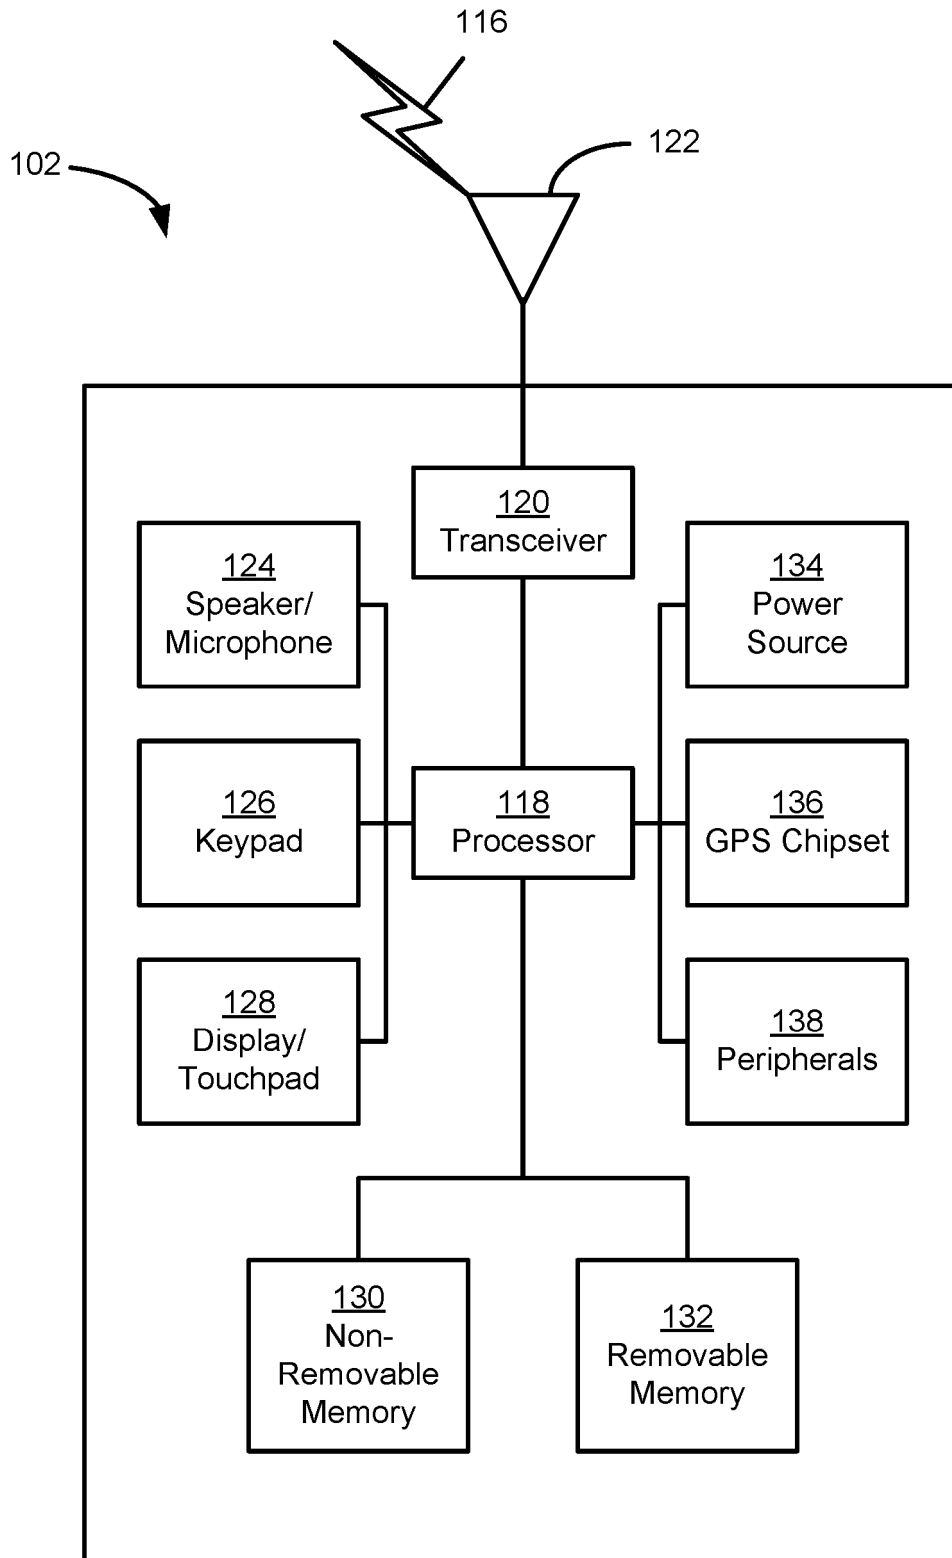 116
122
102
120
Transceiver
124
Speaker/
Microphone
134
Power
Source
126
Keypad
118
Processor
136
GPS Chipset
128
Display/
Touchpad
138
Peripherals
130
Non-
Removable
Memory
132
Removable
Memory